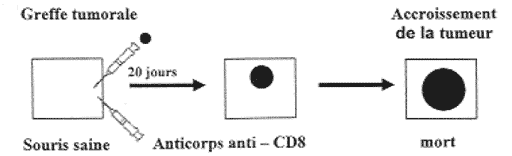 Greffe tumorale
Accroissement
de la tumeur
20 jours
Souris saine
Anticorps anti – CD8
mort